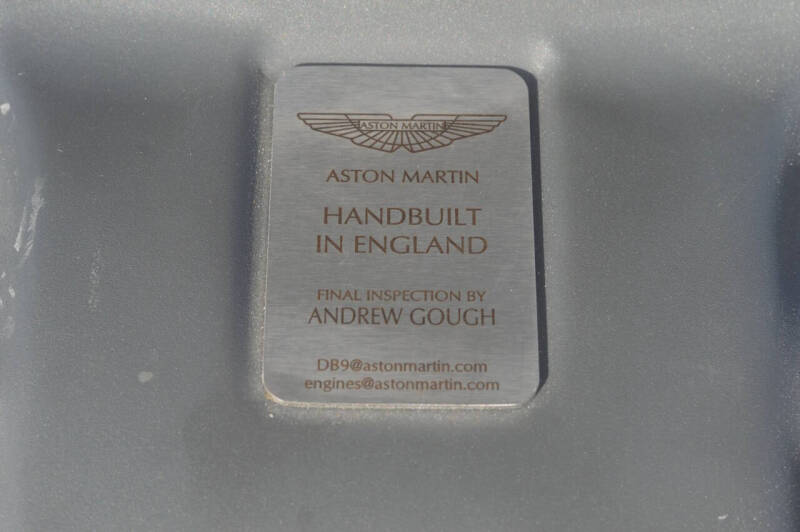 ASTON MARTIN
ASTON MARTIN
HANDBUILT
IN ENGLAND
FINAL INSPECTION BY
ANDREW GOUGH
DB9@astonmartin.com
engines@astonmartin.com